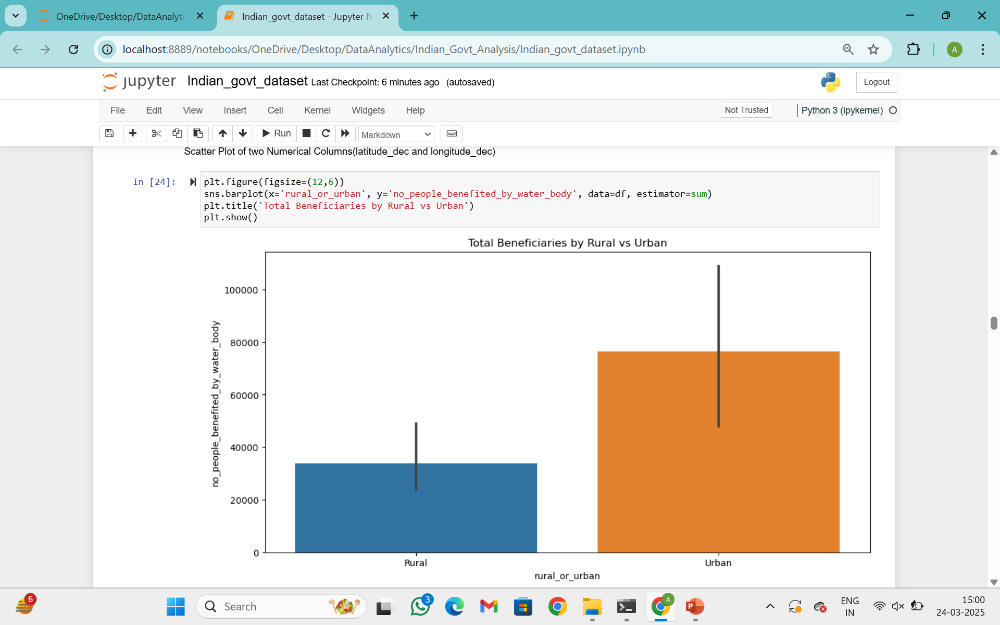 OneDrive/Desktop/DataAnalytic
Indian_govt_dataset - Jupyter N
localhost:8889/notebooks/OneDrive/Desktop/DataAnalytics/Indian_Govt_Analysis/Indian_govt_dataset.ipynb
A
jupyter Indian_govt_dataset Last Checkpoint: 6 minutes ago (autosaved)
Logout
File Edit View Insert Cell Kernel Widgets Help
Not Trusted
Python 3 (ipykernel)
Run
Markdown
Scatter Plot of two Numerical Columns(latitude_dec and longitude_dec)
In [24]:
plt.figure(figsize=(12,6))
sns.barplot(x='rural_or_urban', y='no_people_benefited_by_water_body', data=df, estimator=sum)
plt.title('Total Beneficiaries by Rural vs Urban')
plt.show()
Total Beneficiaries by Rural vs Urban
100000
80000
60000
40000
20000
0
no_people_benefited_by_water_body
Rural
Urban
rural_or_urban
6
Search
3
A
P
ENG
IN
15:00
24-03-2025